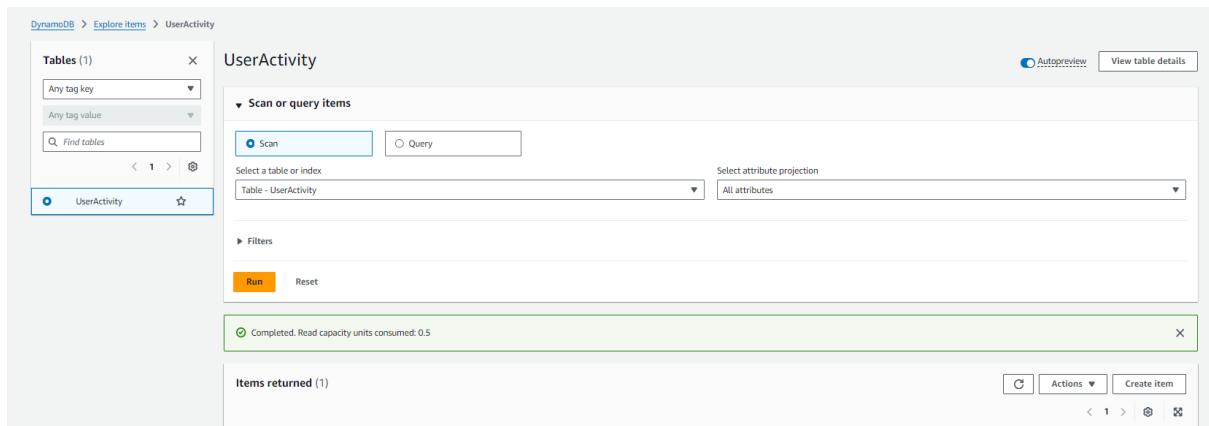 DynamoDB > Explore items > UserActivity
Tables (1)
Any tag key
Any tag value
Find tables
1
UserActivity
UserActivity
Autopreview
View table details
Scan or query items
Scan
Query
Select a table or index
Table - UserActivity
Select attribute projection
All attributes
Filters
Run
Reset
Completed. Read capacity units consumed: 0.5
Items returned (1)
Actions
Create item
1